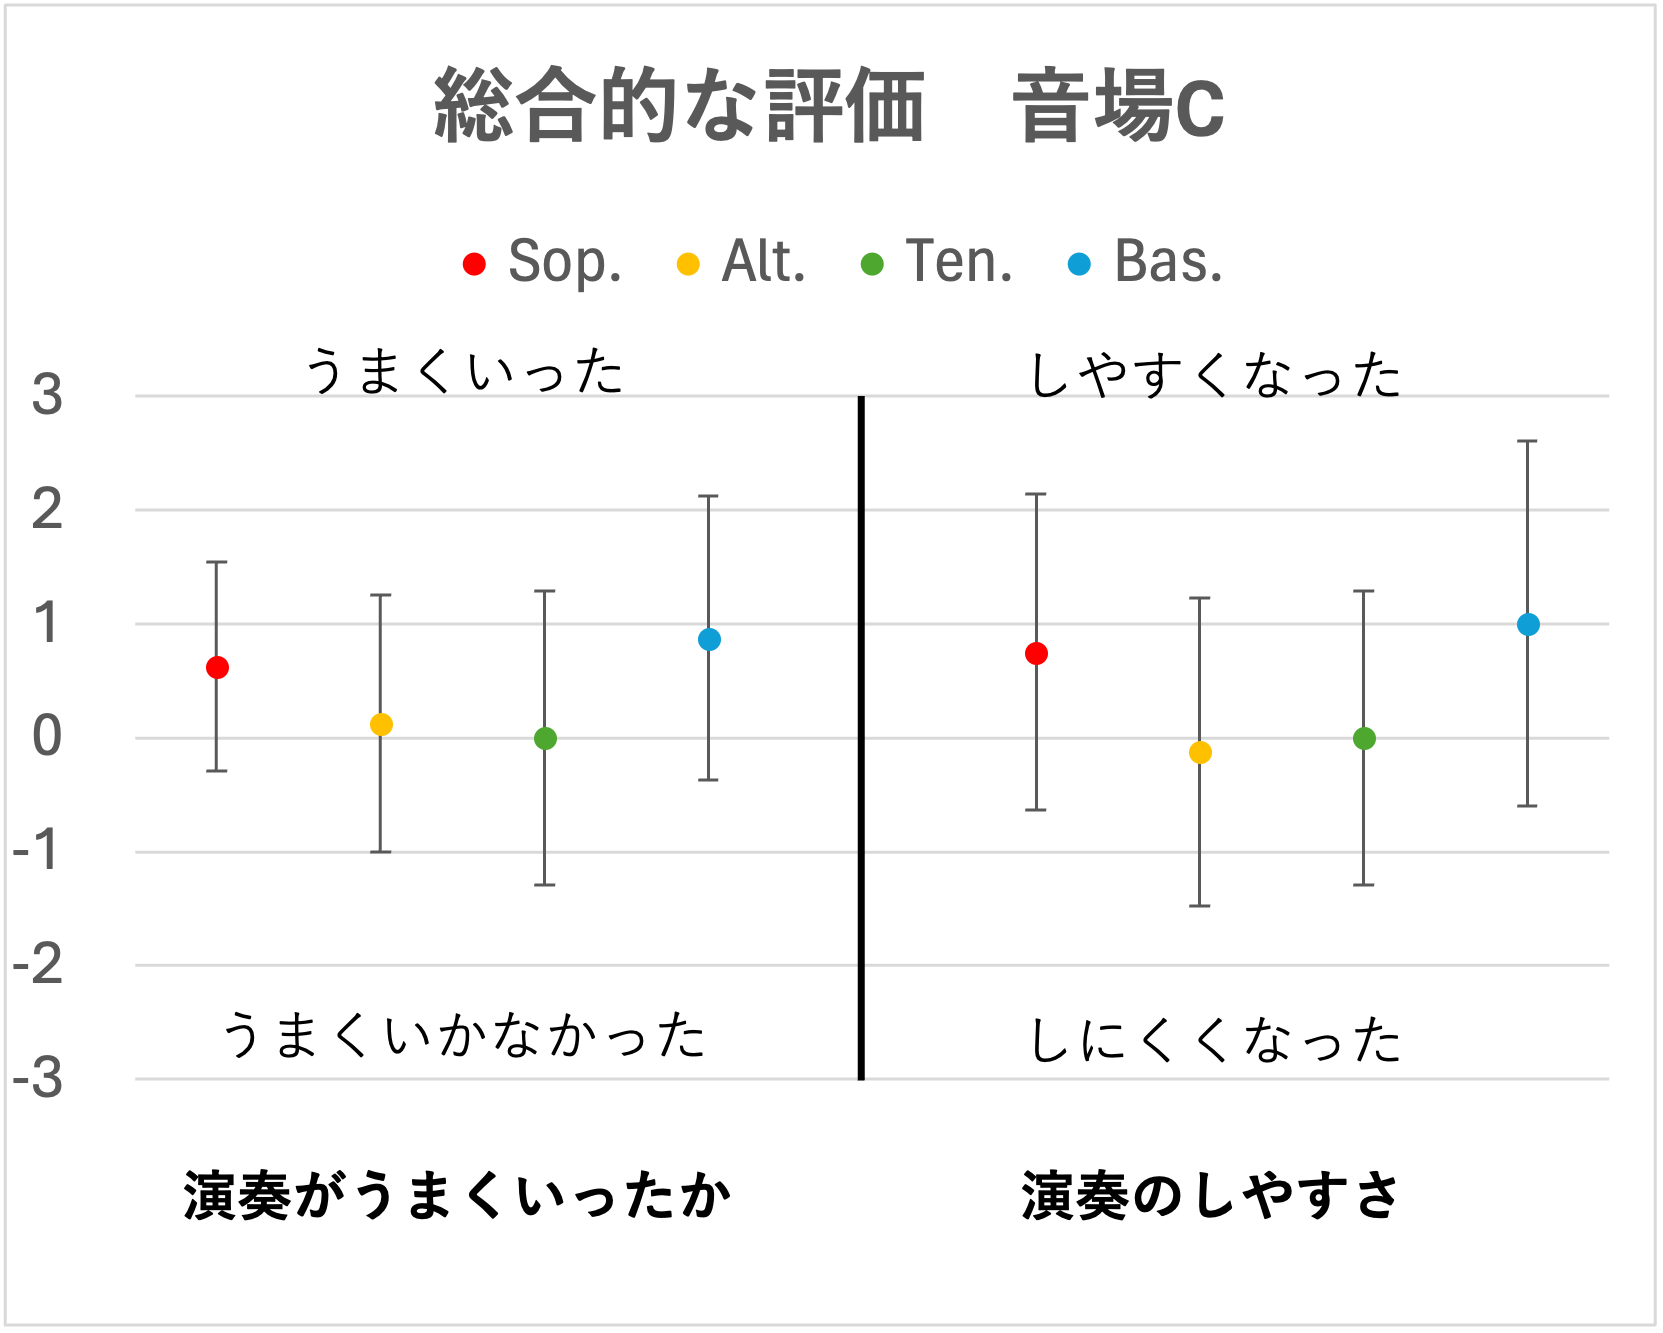 総合的な評価　音場C
Sop. Alt. Ten. Bas.
うまくいった しやすくなった
3
2
1
0
-1
-2
うまくいかなかった しにくくなった
-3
演奏がうまくいったか 演奏のしやすさ